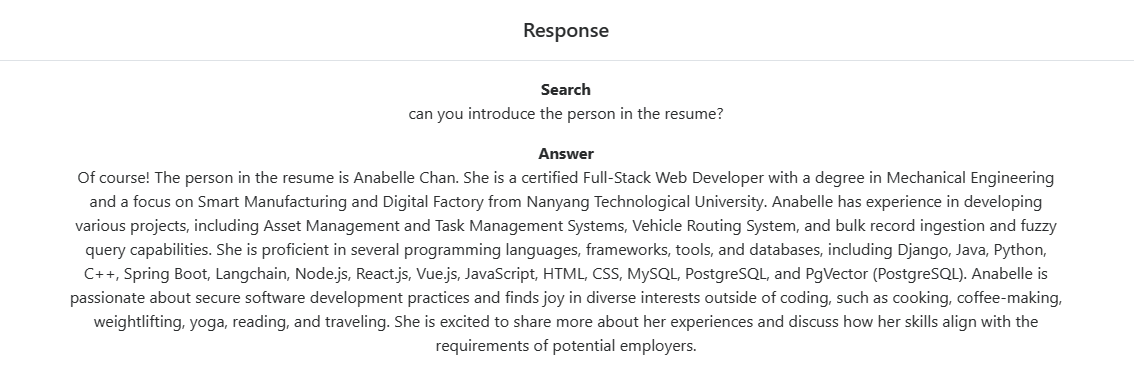 Response
Search
can you introduce the person in the resume?
Answer
Of course! The person in the resume is Anabelle Chan. She is a certified Full-Stack Web Developer with a degree in Mechanical Engineering
and a focus on Smart Manufacturing and Digital Factory from Nanyang Technological University. Anabelle has experience in developing
various projects, including Asset Management and Task Management Systems, Vehicle Routing System, and bulk record ingestion and fuzzy
query capabilities. She is proficient in several programming languages, frameworks, tools, and databases, including Django, Java, Python,
C++, Spring Boot, Langchain, Node.js, React.js, Vue.js, JavaScript, HTML, CSS, MySQL, PostgreSQL, and PgVector (PostgreSQL). Anabelle is
passionate about secure software development practices and finds joy in diverse interests outside of coding, such as cooking, coffee-making,
weightlifting, yoga, reading, and traveling. She is excited to share more about her experiences and discuss how her skills align with the
requirements of potential employers.